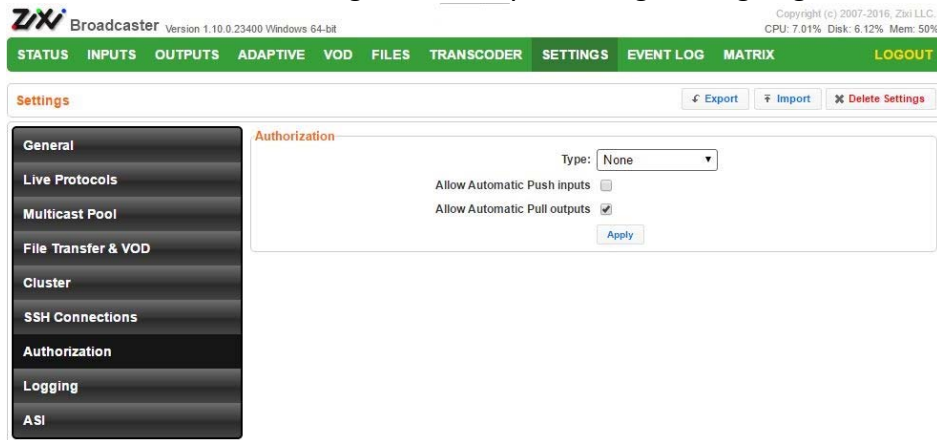 Zixi Broadcaster Version 1.10.0.23400 Windows 64-bit
Copyright (c) 2007-2016, Zixi LLC.
CPU: 7.01% Disk: 6.12% Mem: 50%
STATUS INPUTS OUTPUTS ADAPTIVE VOD FILES TRANSCODER SETTINGS EVENT LOG MATRIX LOGOUT
Settings Export Import Delete Settings
General
Live Protocols
Multicast Pool
File Transfer & VOD
Cluster
SSH Connections
Authorization
Logging
ASI
Authorization
Type: None
Allow Automatic Push inputs
Allow Automatic Pull outputs
Apply